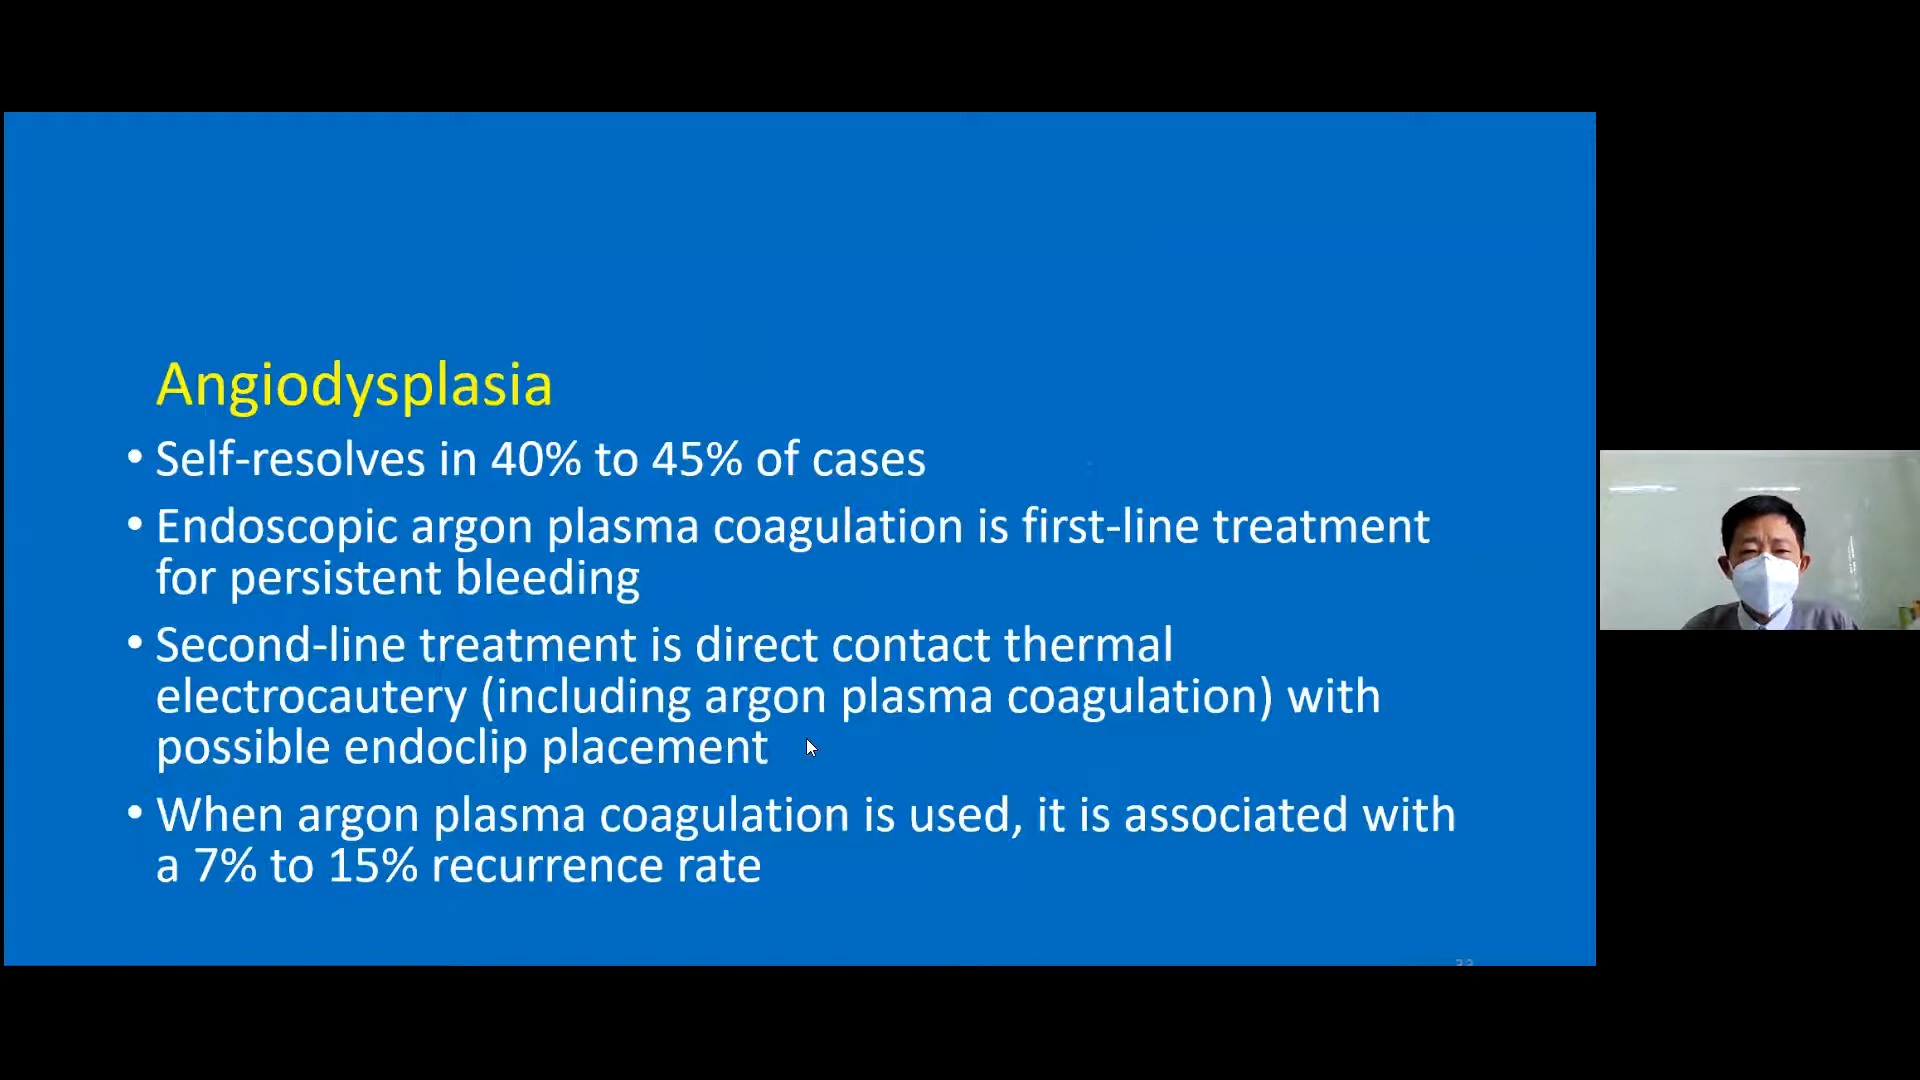 Angiodysplasia
• Self-resolves in 40% to 45% of cases
• Endoscopic argon plasma coagulation is first-line treatment
for persistent bleeding
• Second-line treatment is direct contact thermal
electrocautery (including argon plasma coagulation) with
possible endoclip placement
• When argon plasma coagulation is used, it is associated with
a 7% to 15% recurrence rate